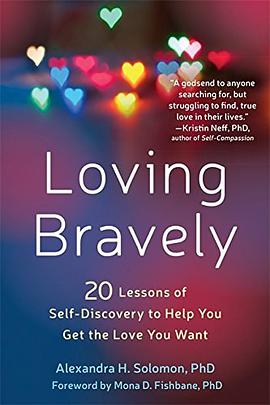 "A godsend to anyone
searching for, but
struggling to find, true
love in their lives."
—Kristin Neff, PhD,
author of Self-Compassion
Loving
Bravely
20 Lessons of
Self-Discovery to Help You
Get the Love You Want
Alexandra H. Solomon, PhD
Foreword by Mona D. Fishbane, PhD